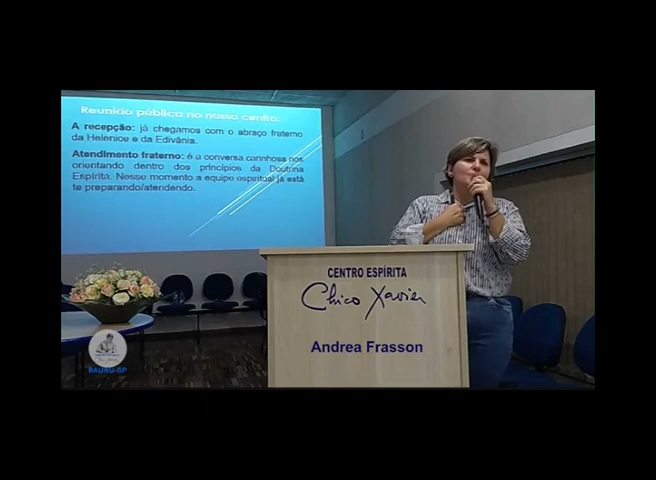 Reunião pública no nosso centro:
A recepção: já chegamos com o abraço fraterno
da Helenice e da Edivânia.
Atendimento fraterno: é a conversa carinhosa nos
orientando dentro dos princípios da Doutrina
Espírita. Nesse momento a equipe espiritual já está
te preparando/atendendo.
CENTRO ESPÍRITA
Chico Xavier
Andrea Frasson
BAURU-SP